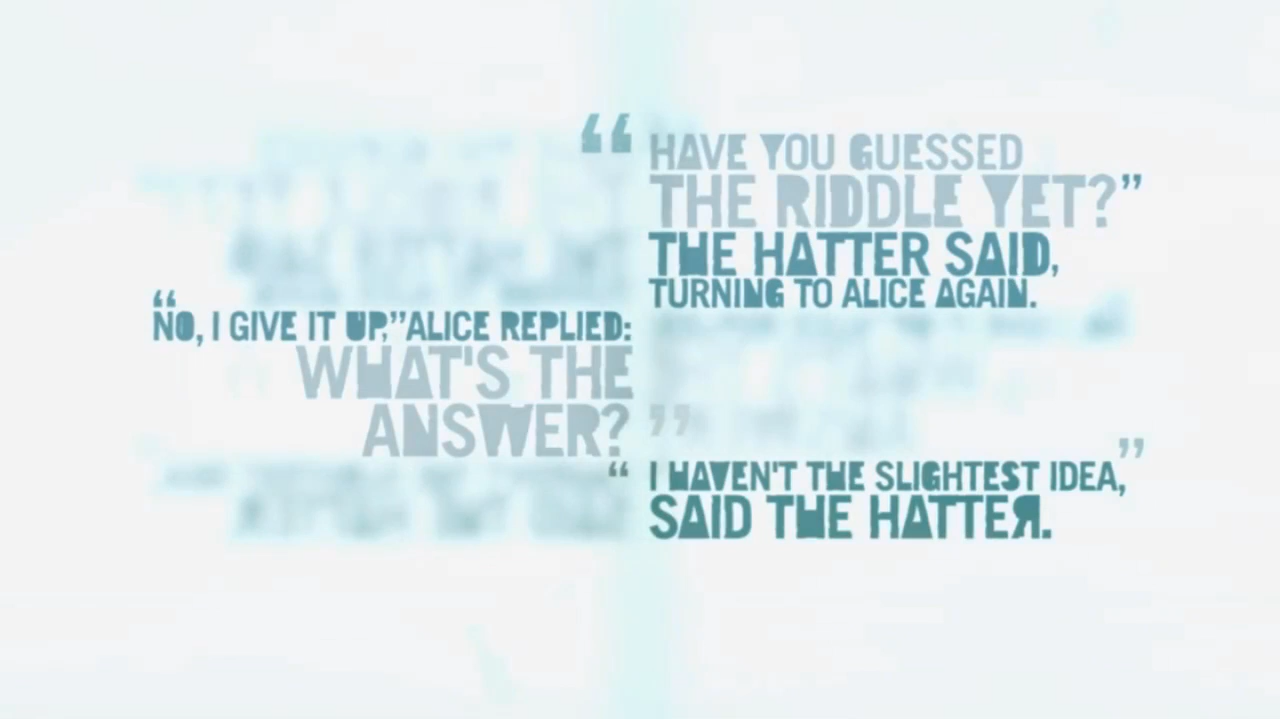 “ HAVE YOU GUESSED
THE RIDDLE YET?”
THE HATTER SAID,
TURNING TO ALICE AGAIN.
“NO, I GIVE IT UP,”ALICE REPLIED:
WHAT'S THE
ANSWER? ”
“ I HAVEN'T THE SLIGHTEST IDEA,”
SAID THE HATTEЯ.